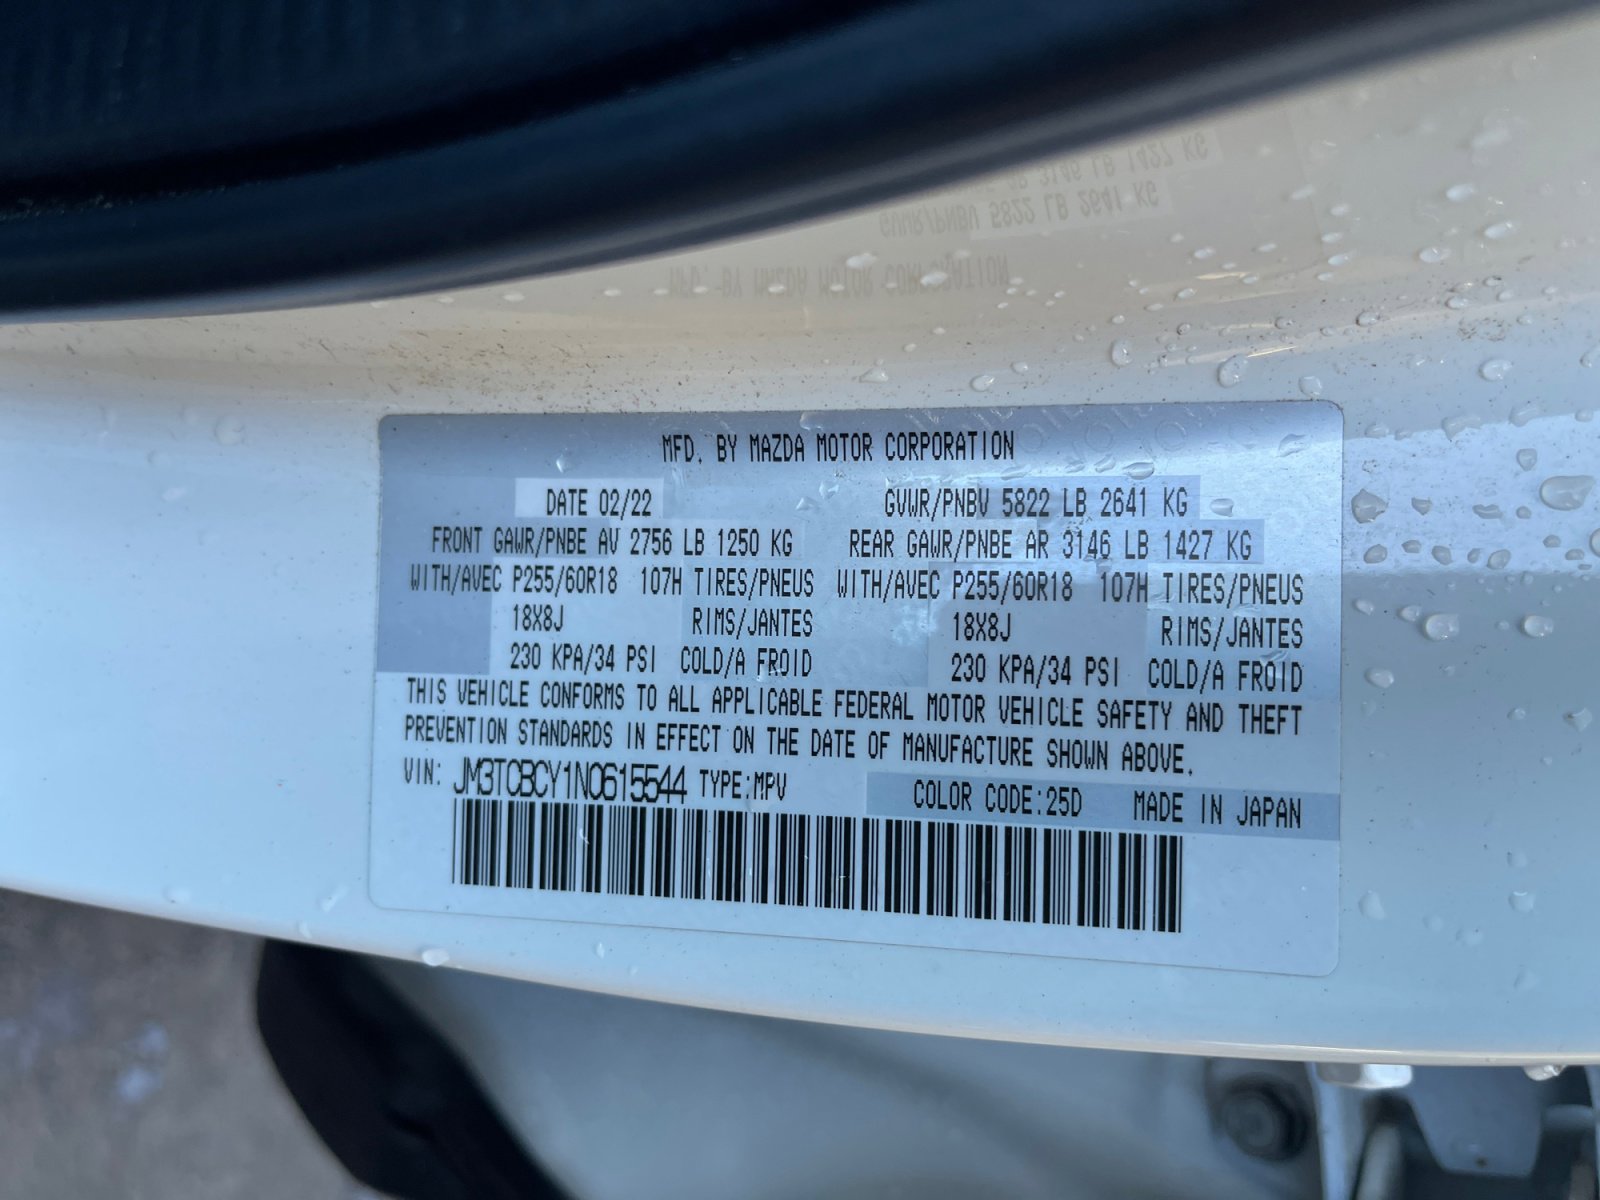 MFD. BY MAZDA MOTOR CORPORATION
DATE 02/22 GVWR/PNBV 5822 LB 2641 KG
FRONT GAWR/PNBE AV 2756 LB 1250 KG REAR GAWR/PNBE AR 3146 LB 1427 KG
WITH/AVEC P255/60R18 107H TIRES/PNEUS WITH/AVEC P255/60R18 107H TIRES/PNEUS
18X8J RIMS/JANTES 18X8J RIMS/JANTES
230 KPA/34 PSI COLD/A FROID 230 KPA/34 PSI COLD/A FROID
THIS VEHICLE CONFORMS TO ALL APPLICABLE FEDERAL MOTOR VEHICLE SAFETY AND THEFT
PREVENTION STANDARDS IN EFFECT ON THE DATE OF MANUFACTURE SHOWN ABOVE.
VIN: JM3TCBCY1N0615544 TYPE:MPV COLOR CODE:25D MADE IN JAPAN